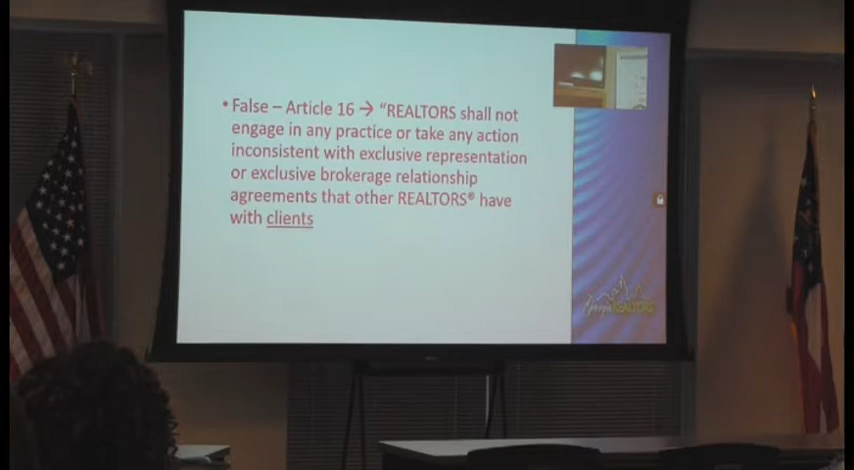 • False – Article 16 → “REALTORS shall not
engage in any practice or take any action
inconsistent with exclusive representation
or exclusive brokerage relationship
agreements that other REALTORS® have
with clients
Georgia REALTORS